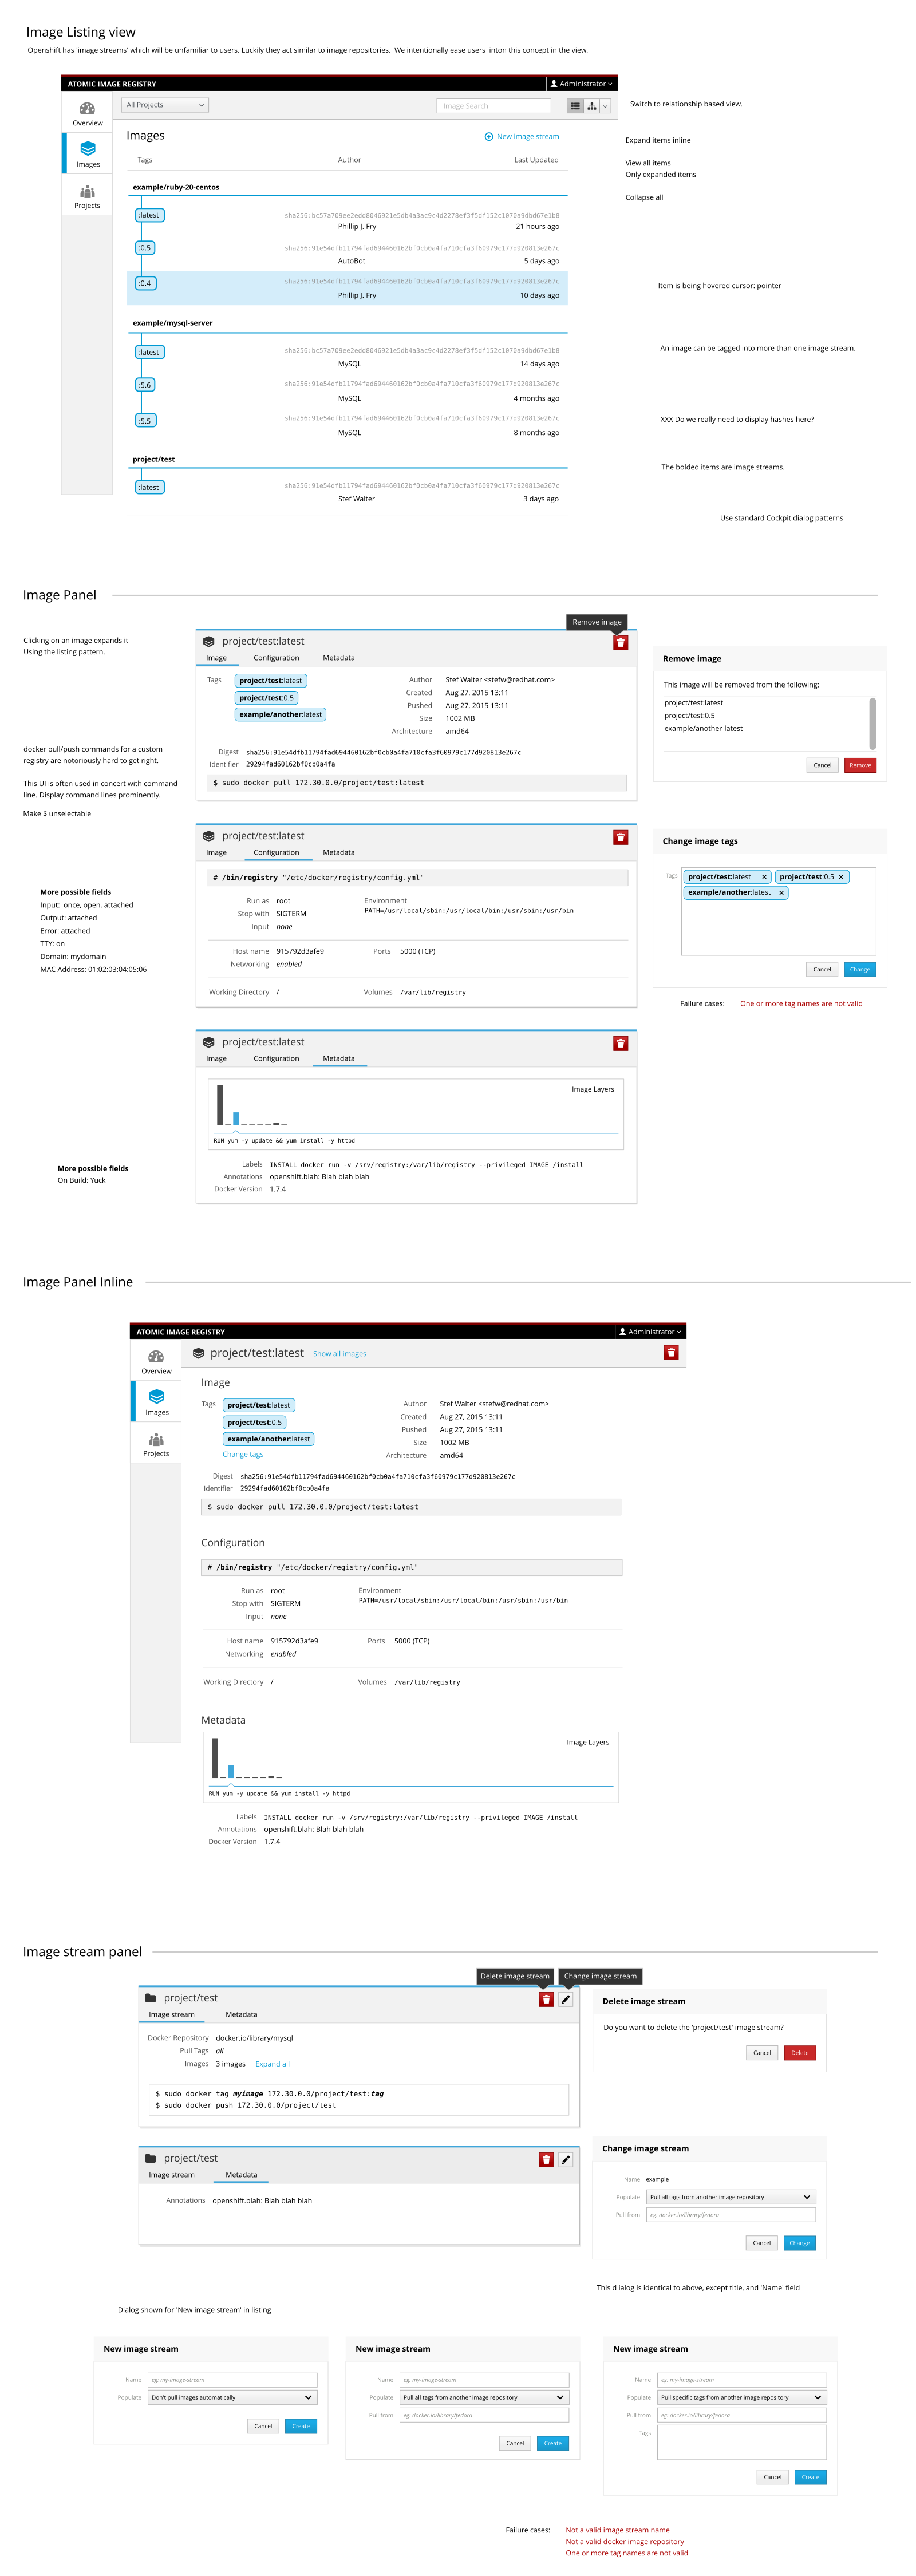 Image Listing view
Openshift has 'image streams' which will be unfamiliar to users. Luckily they act similar to image repositories.  We intentionally ease users  inton this concept in the view.
ATOMIC IMAGE REGISTRY
Administrator
All Projects
Image Search
Switch to relationship based view.
Overview
Images
Projects
Images
New image stream
Expand items inline
View all items
Only expanded items
Collapse all
Tags
Author
Last Updated
example/ruby-20-centos
:latest
sha256:bc57a709ee2edd8046921e5db4a3ac9c4d2278ef3f5df152c1070a9dbd67e1b8
Phillip J. Fry
21 hours ago
:0.5
sha256:91e54dfb11794fad694460162bf0cb0a4fa710cfa3f60979c177d920813e267c
AutoBot
5 days ago
:0.4
sha256:91e54dfb11794fad694460162bf0cb0a4fa710cfa3f60979c177d920813e267c
Phillip J. Fry
10 days ago
Item is being hovered cursor: pointer
example/mysql-server
:latest
sha256:bc57a709ee2edd8046921e5db4a3ac9c4d2278ef3f5df152c1070a9dbd67e1b8
MySQL
14 days ago
An image can be tagged into more than one image stream.
:5.6
sha256:91e54dfb11794fad694460162bf0cb0a4fa710cfa3f60979c177d920813e267c
MySQL
4 months ago
:5.5
sha256:91e54dfb11794fad694460162bf0cb0a4fa710cfa3f60979c177d920813e267c
MySQL
8 months ago
XXX Do we really need to display hashes here?
project/test
The bolded items are image streams.
:latest
sha256:91e54dfb11794fad694460162bf0cb0a4fa710cfa3f60979c177d920813e267c
Stef Walter
3 days ago
Use standard Cockpit dialog patterns
Image Panel
Clicking on an image expands it
Using the listing pattern.
docker pull/push commands for a custom
registry are notoriously hard to get right.
This UI is often used in concert with command
line. Display command lines prominently.
Make $ unselectable
Remove image
project/test:latest
Image
Configuration
Metadata
Tags
project/test:latest
project/test:0.5
example/another:latest
Author Stef Walter <stefw@redhat.com>
Created Aug 27, 2015 13:11
Pushed Aug 27, 2015 13:11
Size 1002 MB
Architecture amd64
Digest sha256:91e54dfb11794fad694460162bf0cb0a4fa710cfa3f60979c177d920813e267c
Identifier 29294fad60162bf0cb0a4fa
$ sudo docker pull 172.30.0.0/project/test:latest
Remove image
This image will be removed from the following:
project/test:latest
project/test:0.5
example/another-latest
Cancel
Remove
More possible fields
Input:  once, open, attached
Output: attached
Error: attached
TTY: on
Domain: mydomain
MAC Address: 01:02:03:04:05:06
project/test:latest
Image
Configuration
Metadata
# /bin/registry "/etc/docker/registry/config.yml"
Run as root
Stop with SIGTERM
Input none
Environment
PATH=/usr/local/sbin:/usr/local/bin:/usr/sbin:/usr/bin
Host name 915792d3afe9
Networking enabled
Ports 5000 (TCP)
Working Directory /
Volumes /var/lib/registry
Change image tags
Tags
project/test:latest ×
project/test:0.5 ×
example/another:latest ×
Cancel
Change
Failure cases: One or more tag names are not valid
project/test:latest
Image
Configuration
Metadata
Image Layers
RUN yum -y update && yum install -y httpd
Labels INSTALL docker run -v /srv/registry:/var/lib/registry --privileged IMAGE /install
Annotations openshift.blah: Blah blah blah
Docker Version 1.7.4
More possible fields
On Build: Yuck
Image Panel Inline
ATOMIC IMAGE REGISTRY
Administrator
Overview
Images
Projects
project/test:latest
Show all images
Image
Tags
project/test:latest
project/test:0.5
example/another:latest
Change tags
Author Stef Walter <stefw@redhat.com>
Created Aug 27, 2015 13:11
Pushed Aug 27, 2015 13:11
Size 1002 MB
Architecture amd64
Digest sha256:91e54dfb11794fad694460162bf0cb0a4fa710cfa3f60979c177d920813e267c
Identifier 29294fad60162bf0cb0a4fa
$ sudo docker pull 172.30.0.0/project/test:latest
Configuration
# /bin/registry "/etc/docker/registry/config.yml"
Run as root
Stop with SIGTERM
Input none
Environment
PATH=/usr/local/sbin:/usr/local/bin:/usr/sbin:/usr/bin
Host name 915792d3afe9
Networking enabled
Ports 5000 (TCP)
Working Directory /
Volumes /var/lib/registry
Metadata
Image Layers
RUN yum -y update && yum install -y httpd
Labels INSTALL docker run -v /srv/registry:/var/lib/registry --privileged IMAGE /install
Annotations openshift.blah: Blah blah blah
Docker Version 1.7.4
Image stream panel
Delete image stream
Change image stream
project/test
Image stream
Metadata
Docker Repository docker.io/library/mysql
Pull Tags all
Images 3 images Expand all
$ sudo docker tag myimage 172.30.0.0/project/test:tag
$ sudo docker push 172.30.0.0/project/test
Delete image stream
Do you want to delete the 'project/test' image stream?
Cancel
Delete
project/test
Image stream
Metadata
Annotations openshift.blah: Blah blah blah
Change image stream
Name example
Populate Pull all tags from another image repository
Pull from eg: docker.io/library/fedora
Cancel
Change
This d ialog is identical to above, except title, and 'Name' field
Dialog shown for 'New image stream' in listing
New image stream
Name eg: my-image-stream
Populate Don't pull images automatically
Cancel
Create
New image stream
Name eg: my-image-stream
Populate Pull all tags from another image repository
Pull from eg: docker.io/library/fedora
Cancel
Create
New image stream
Name eg: my-image-stream
Populate Pull specific tags from another image repository
Pull from eg: docker.io/library/fedora
Tags
Cancel
Create
Failure cases: Not a valid image stream name
Not a valid docker image repository
One or more tag names are not valid